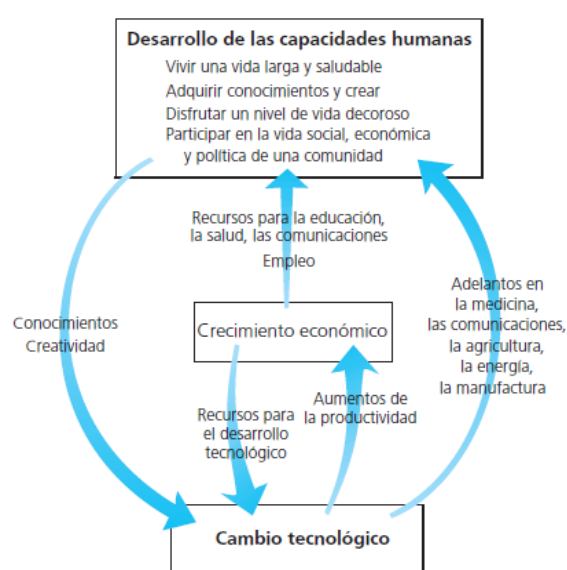 Desarrollo de las capacidades humanas
Vivir una vida larga y saludable
Adquirir conocimientos y crear
Disfrutar un nivel de vida decoroso
Participar en la vida social, económica
y política de una comunidad
Recursos para la educación,
la salud, las comunicaciones
Empleo
Conocimientos
Creatividad
Crecimiento económico
Adelantos en
la medicina,
las comunicaciones,
la agricultura,
la energía,
la manufactura
Recursos para
el desarrollo
tecnológico
Aumentos de
la productividad
Cambio tecnológico